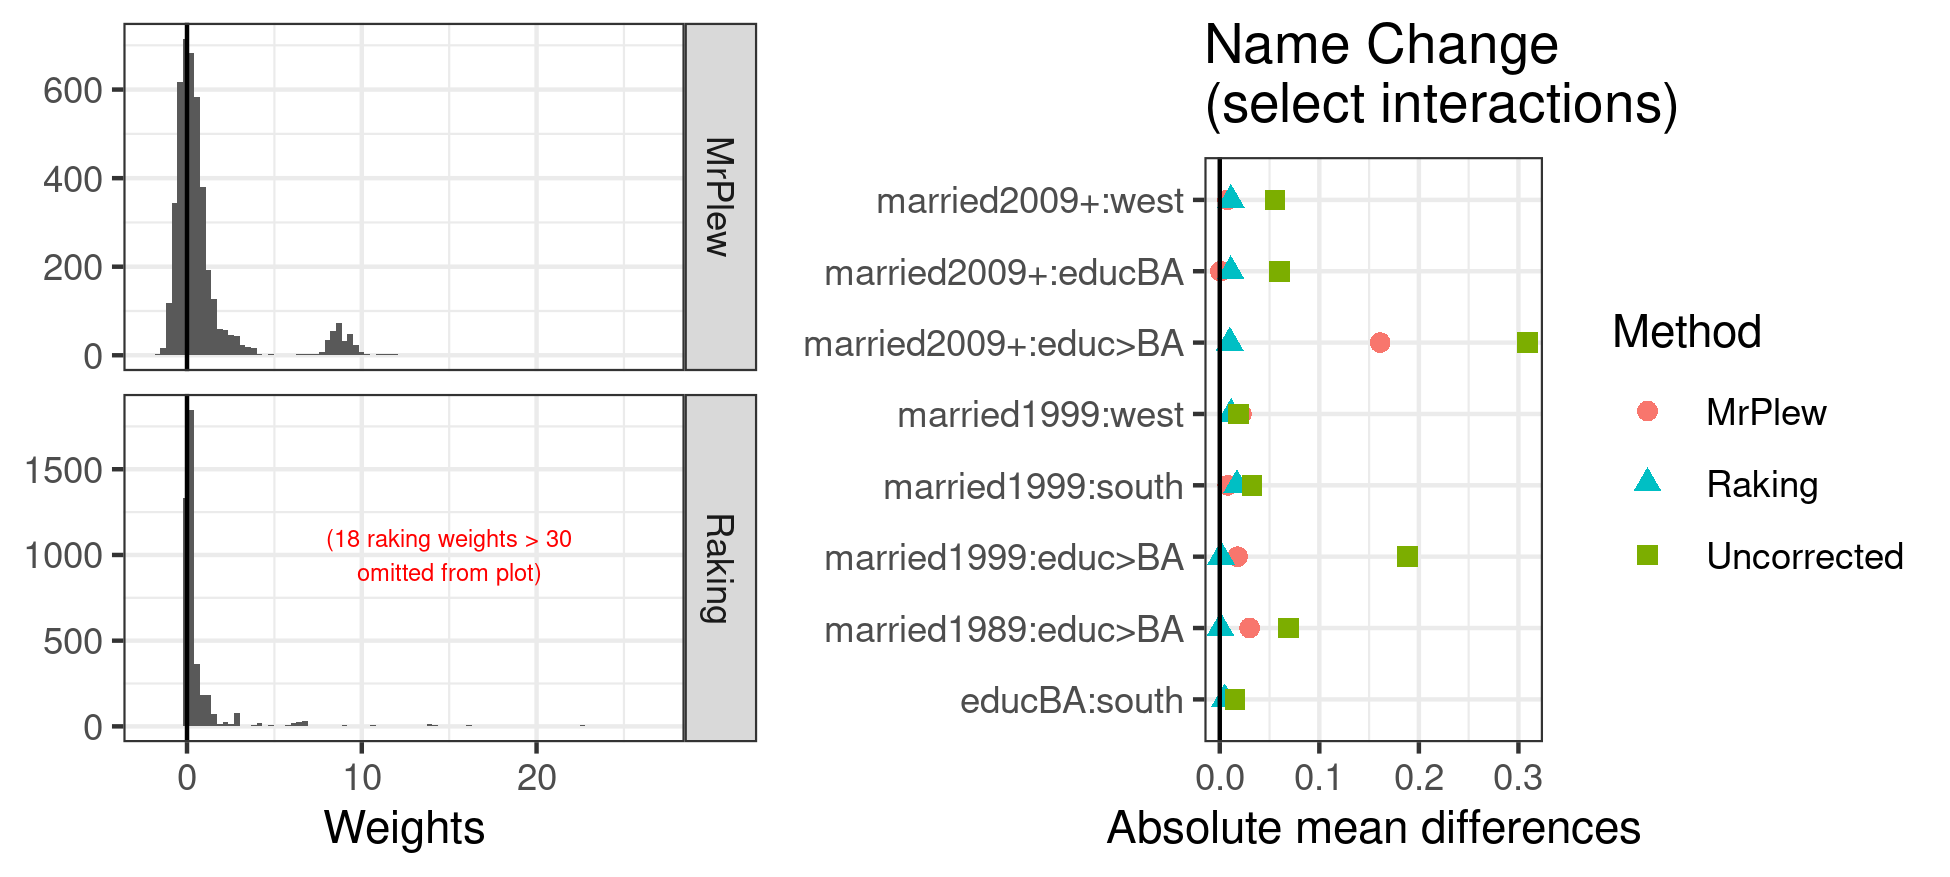 600
400
200
0
MrPlew
1500
1000
500
0
(18 raking weights > 30
omitted from plot)
Raking
0 10 20
Weights
Name Change
(select interactions)
married2009+:west
married2009+:educBA
married2009+:educ>BA
married1999:west
married1999:south
married1999:educ>BA
married1989:educ>BA
educBA:south
0.0 0.1 0.2 0.3
Absolute mean differences
Method
MrPlew
Raking
Uncorrected